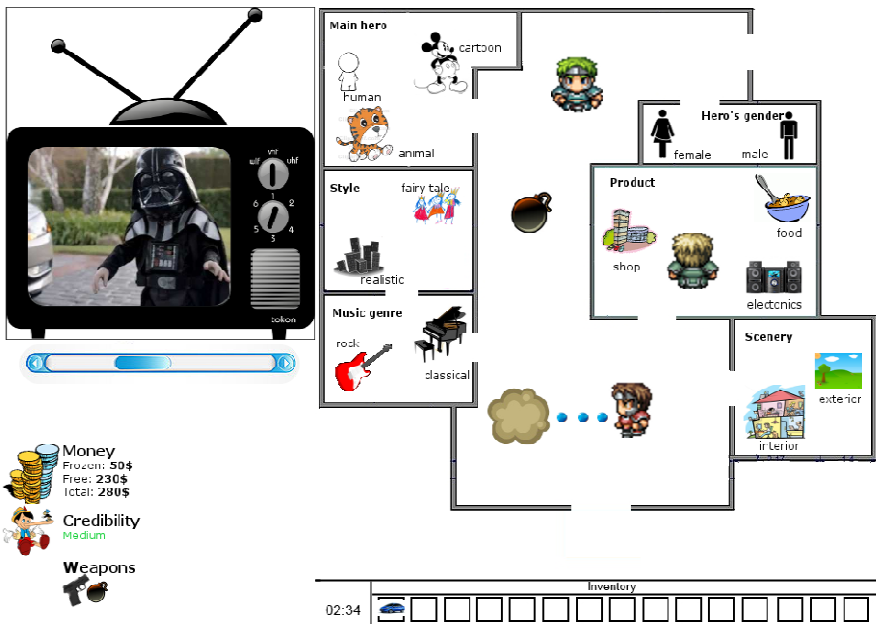 vhf
uhf
1
6
2
5
4
3
tokon
Money
Frozen: 50$
Free: 230$
Total: 280$
Credibility
Medium
Weapons
Main hero
cartoon
human
animal
Style
fairy tale
realistic
Music genre
rock
classical
Hero's gender
female
male
Product
food
shop
electonics
Scenery
exterior
interior
Inventory
02:34